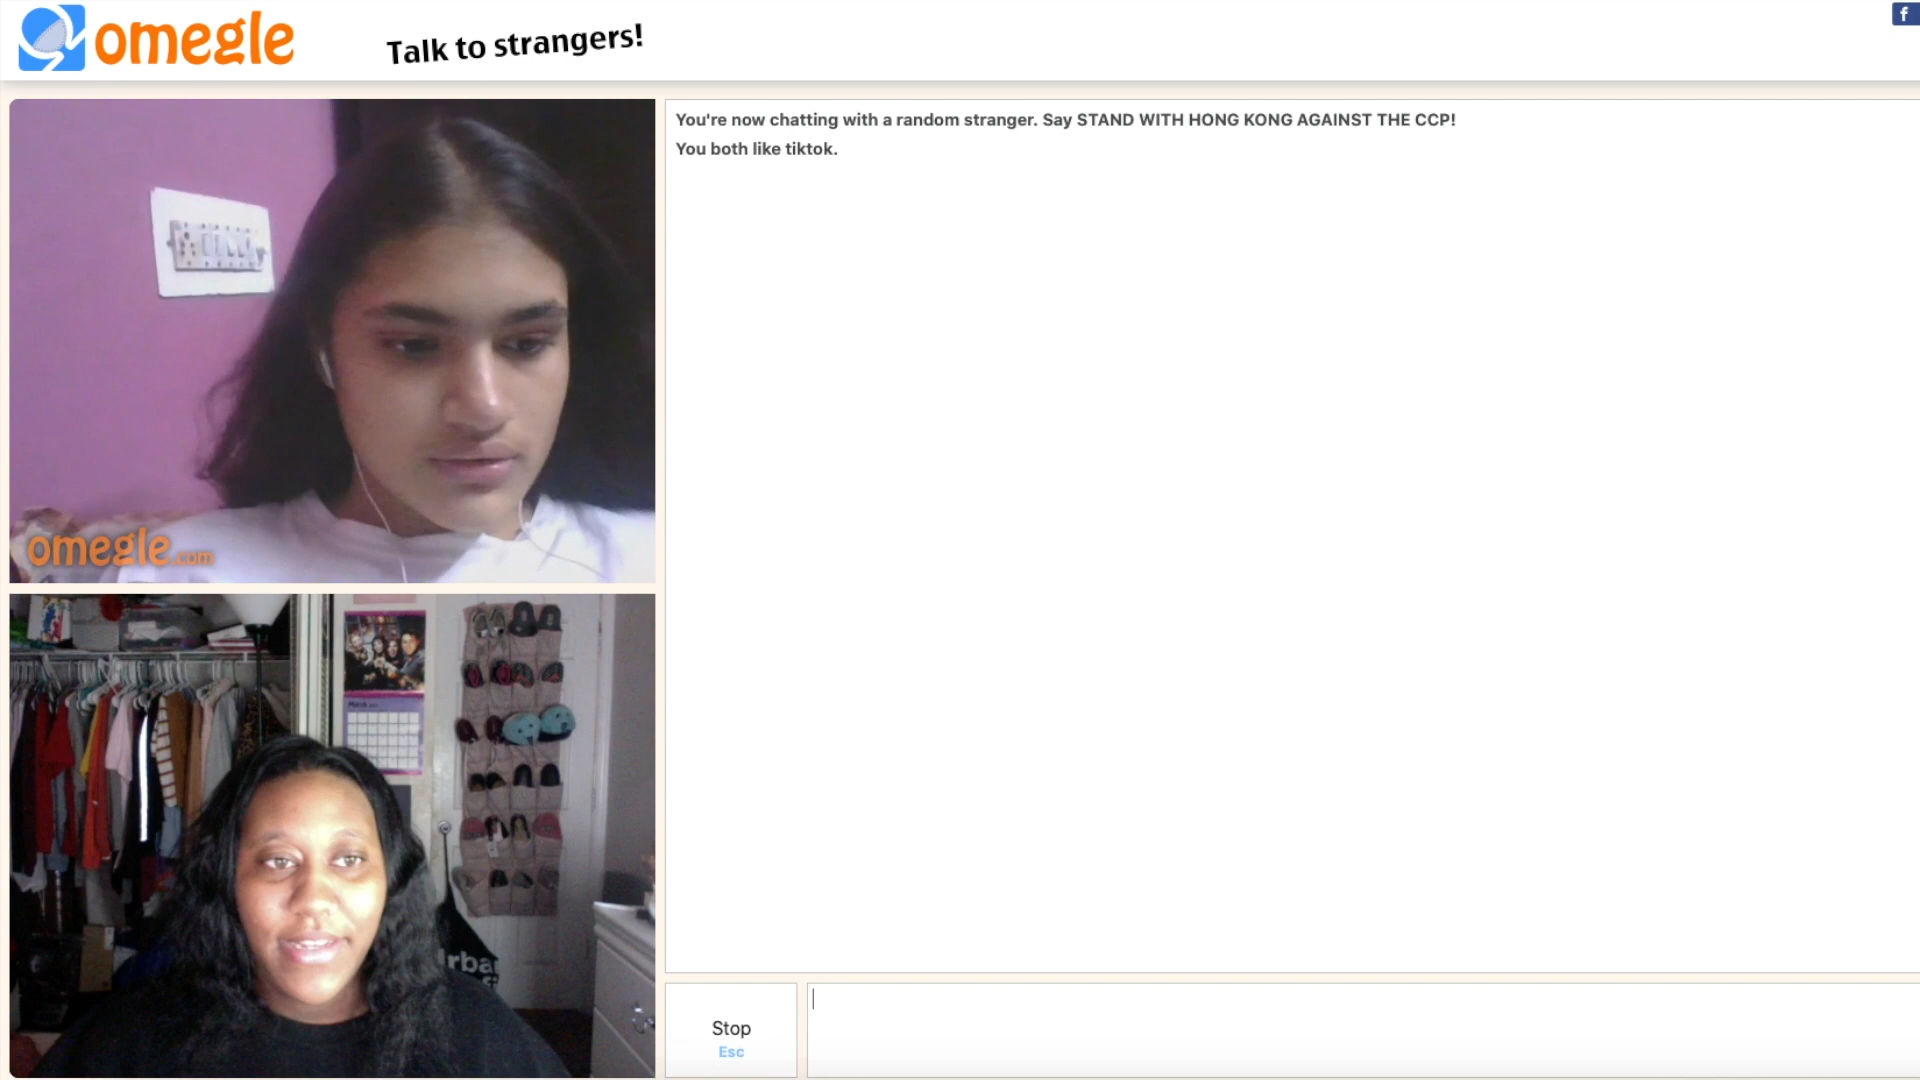 omegle
Talk to strangers!
f
You're now chatting with a random stranger. Say STAND WITH HONG KONG AGAINST THE CCP!
You both like tiktok.
omegle.com
March
Stop
Esc